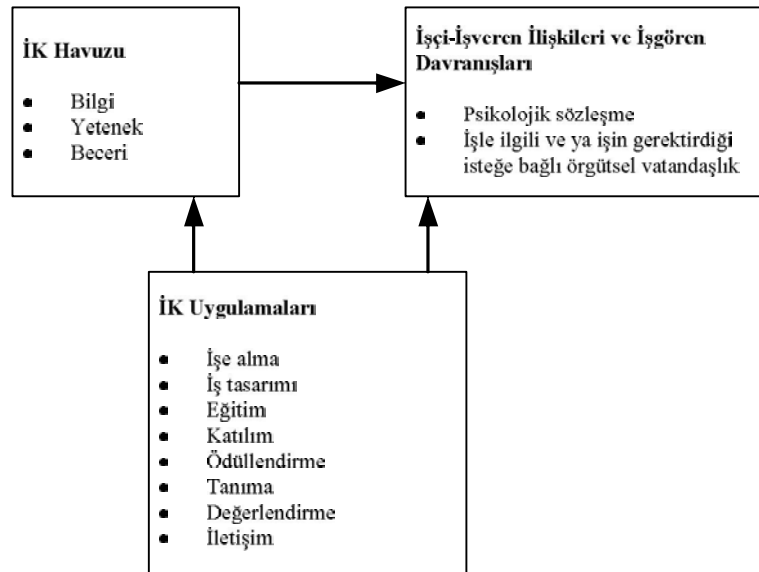 İK Havuzu
● Bilgi
● Yetenek
● Beceri
İşçi-İşveren İlişkileri ve İşgören
Davranışları
● Psikolojik sözleşme
● İşle ilgili ve ya işin gerektirdiği
isteğe bağlı örgütsel vatandaşlık
İK Uygulamaları
● İşe alma
● İş tasarımı
● Eğitim
● Katılım
● Ödüllendirme
● Tanıma
● Değerlendirme
● İletişim